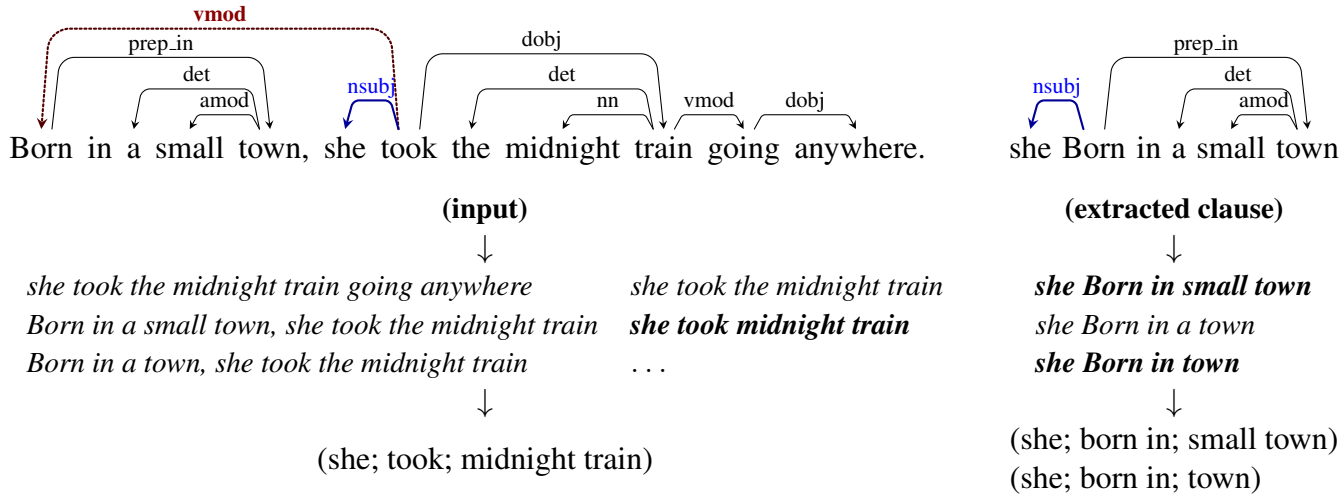 vmod
prep_in
dobj
prep_in
det
det
det
nsubj
amod
nn
vmod
dobj
nsubj
amod
Born in a small town, she took the midnight train going anywhere.
she Born in a small town
(input)
(extracted clause)
↓
↓
she took the midnight train going anywhere
she took the midnight train
she Born in small town
Born in a small town, she took the midnight train
she took midnight train
she Born in a town
Born in a town, she took the midnight train
. . .
she Born in town
↓
↓
(she; took; midnight train)
(she; born in; small town)
(she; born in; town)